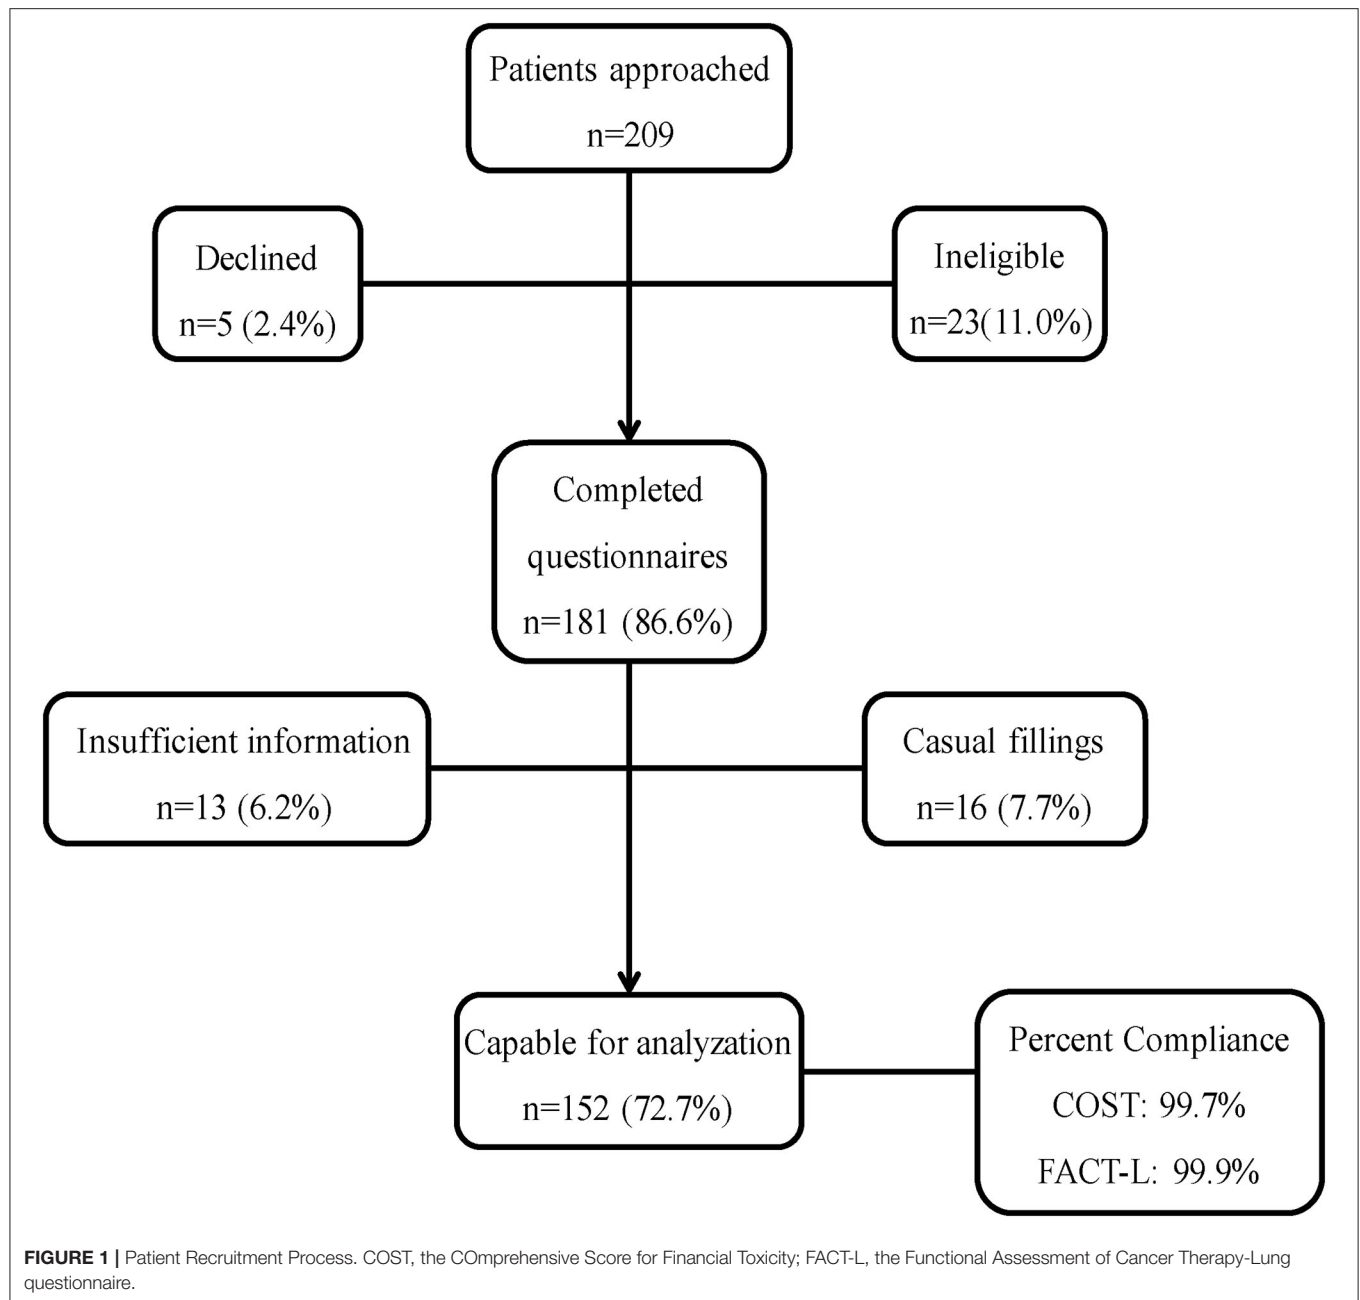 Patients approached
n=209
Declined
n=5 (2.4%)
Ineligible
n=23(11.0%)
Completed
questionnaires
n=181 (86.6%)
Insufficient information
n=13 (6.2%)
Casual fillings
n=16 (7.7%)
Capable for analyzation
n=152 (72.7%)
Percent Compliance
COST: 99.7%
FACT-L: 99.9%
FIGURE 1 | Patient Recruitment Process. COST, the COmprehensive Score for Financial Toxicity; FACT-L, the Functional Assessment of Cancer Therapy-Lung
questionnaire.